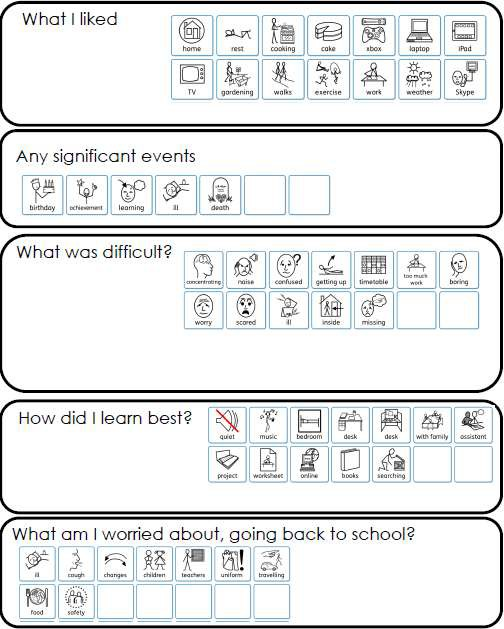 What I liked
home rest cooking cake xbox laptop iPad
TV gardening walks exercise work weather Skype
Any significant events
birthday achievement learning ill death
What was difficult?
concentrating noise confused getting up timetable too much work boring
worry scared ill inside missing
How did I learn best?
quiet music bedroom desk desk with family assistant
project worksheet online books searching
What am I worried about, going back to school?
ill cough changes children teachers uniform travelling
food safety